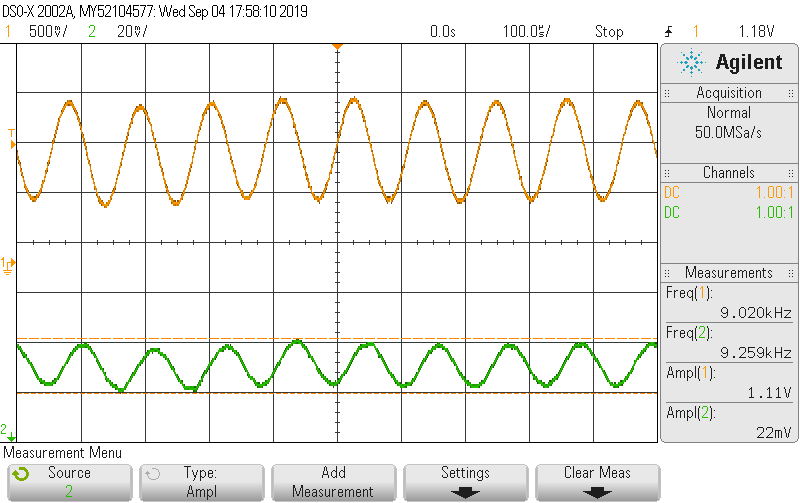 DSO-X 2002A, MY52104577: Wed Sep 04 17:58:10 2019
1 500mV/ 2 20mV/ 0.0s 100.0us/ Stop 1 1.18V
Agilent
Acquisition
Normal
50.0MSa/s
Channels
DC 1.00:1
DC 1.00:1
Measurements
Freq(1):
9.020kHz
Freq(2):
9.259kHz
Ampl(1):
1.11V
Ampl(2):
22mV
T
1
2
Measurement Menu
Source
2
Type:
Ampl
Add
Measurement
Settings
Clear Meas